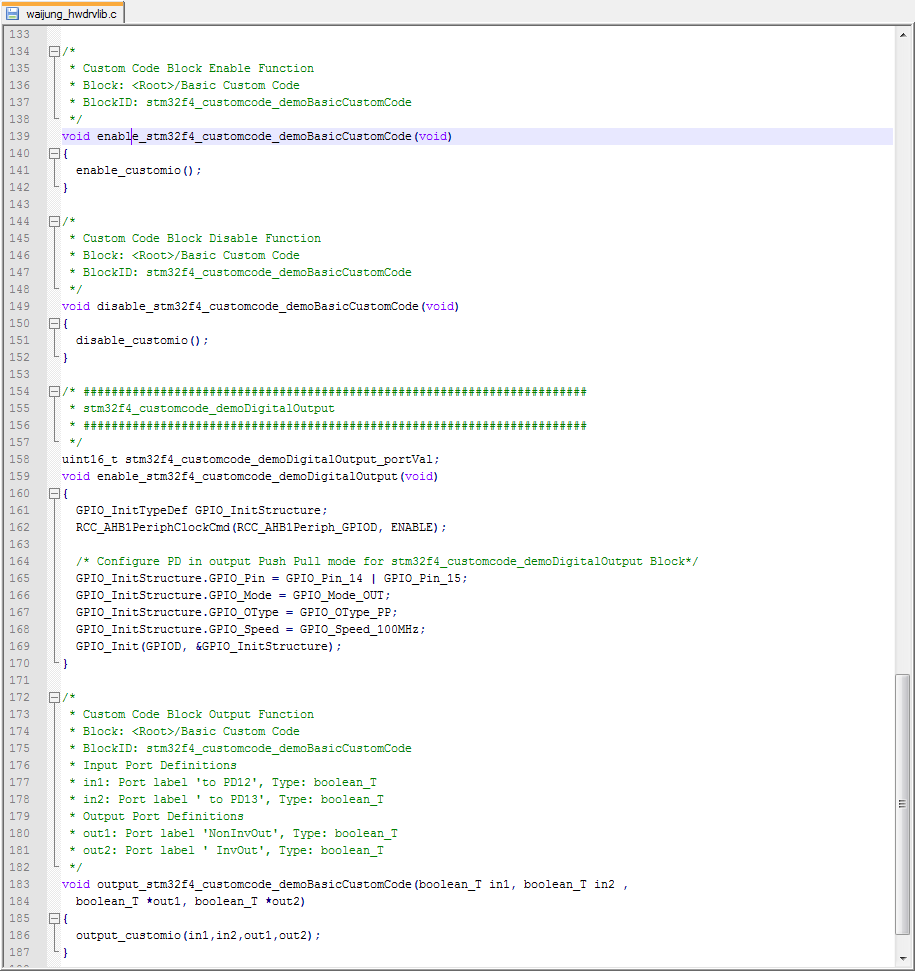 waijung_hwdrvlib.c
133
134 /*
135  * Custom Code Block Enable Function
136  * Block: <Root>/Basic Custom Code
137  * BlockID: stm32f4_customcode_demoBasicCustomCode
138  */
139 void enable_stm32f4_customcode_demoBasicCustomCode(void)
140 {
141   enable_customio();
142 }
143
144 /*
145  * Custom Code Block Disable Function
146  * Block: <Root>/Basic Custom Code
147  * BlockID: stm32f4_customcode_demoBasicCustomCode
148  */
149 void disable_stm32f4_customcode_demoBasicCustomCode(void)
150 {
151   disable_customio();
152 }
153
154 /* ########################################################################
155  * stm32f4_customcode_demoDigitalOutput
156  * ########################################################################
157  */
158 uint16_t stm32f4_customcode_demoDigitalOutput_portVal;
159 void enable_stm32f4_customcode_demoDigitalOutput(void)
160 {
161   GPIO_InitTypeDef GPIO_InitStructure;
162   RCC_AHB1PeriphClockCmd(RCC_AHB1Periph_GPIOD, ENABLE);
163
164   /* Configure PD in output Push Pull mode for stm32f4_customcode_demoDigitalOutput Block*/
165   GPIO_InitStructure.GPIO_Pin = GPIO_Pin_14 | GPIO_Pin_15;
166   GPIO_InitStructure.GPIO_Mode = GPIO_Mode_OUT;
167   GPIO_InitStructure.GPIO_OType = GPIO_OType_PP;
168   GPIO_InitStructure.GPIO_Speed = GPIO_Speed_100MHz;
169   GPIO_Init(GPIOD, &GPIO_InitStructure);
170 }
171
172 /*
173  * Custom Code Block Output Function
174  * Block: <Root>/Basic Custom Code
175  * BlockID: stm32f4_customcode_demoBasicCustomCode
176  * Input Port Definitions
177  * in1: Port label 'to PD12', Type: boolean_T
178  * in2: Port label ' to PD13', Type: boolean_T
179  * Output Port Definitions
180  * out1: Port label 'NonInvOut', Type: boolean_T
181  * out2: Port label ' InvOut', Type: boolean_T
182  */
183 void output_stm32f4_customcode_demoBasicCustomCode(boolean_T in1, boolean_T in2 ,
184   boolean_T *out1, boolean_T *out2)
185 {
186   output_customio(in1,in2,out1,out2);
187 }